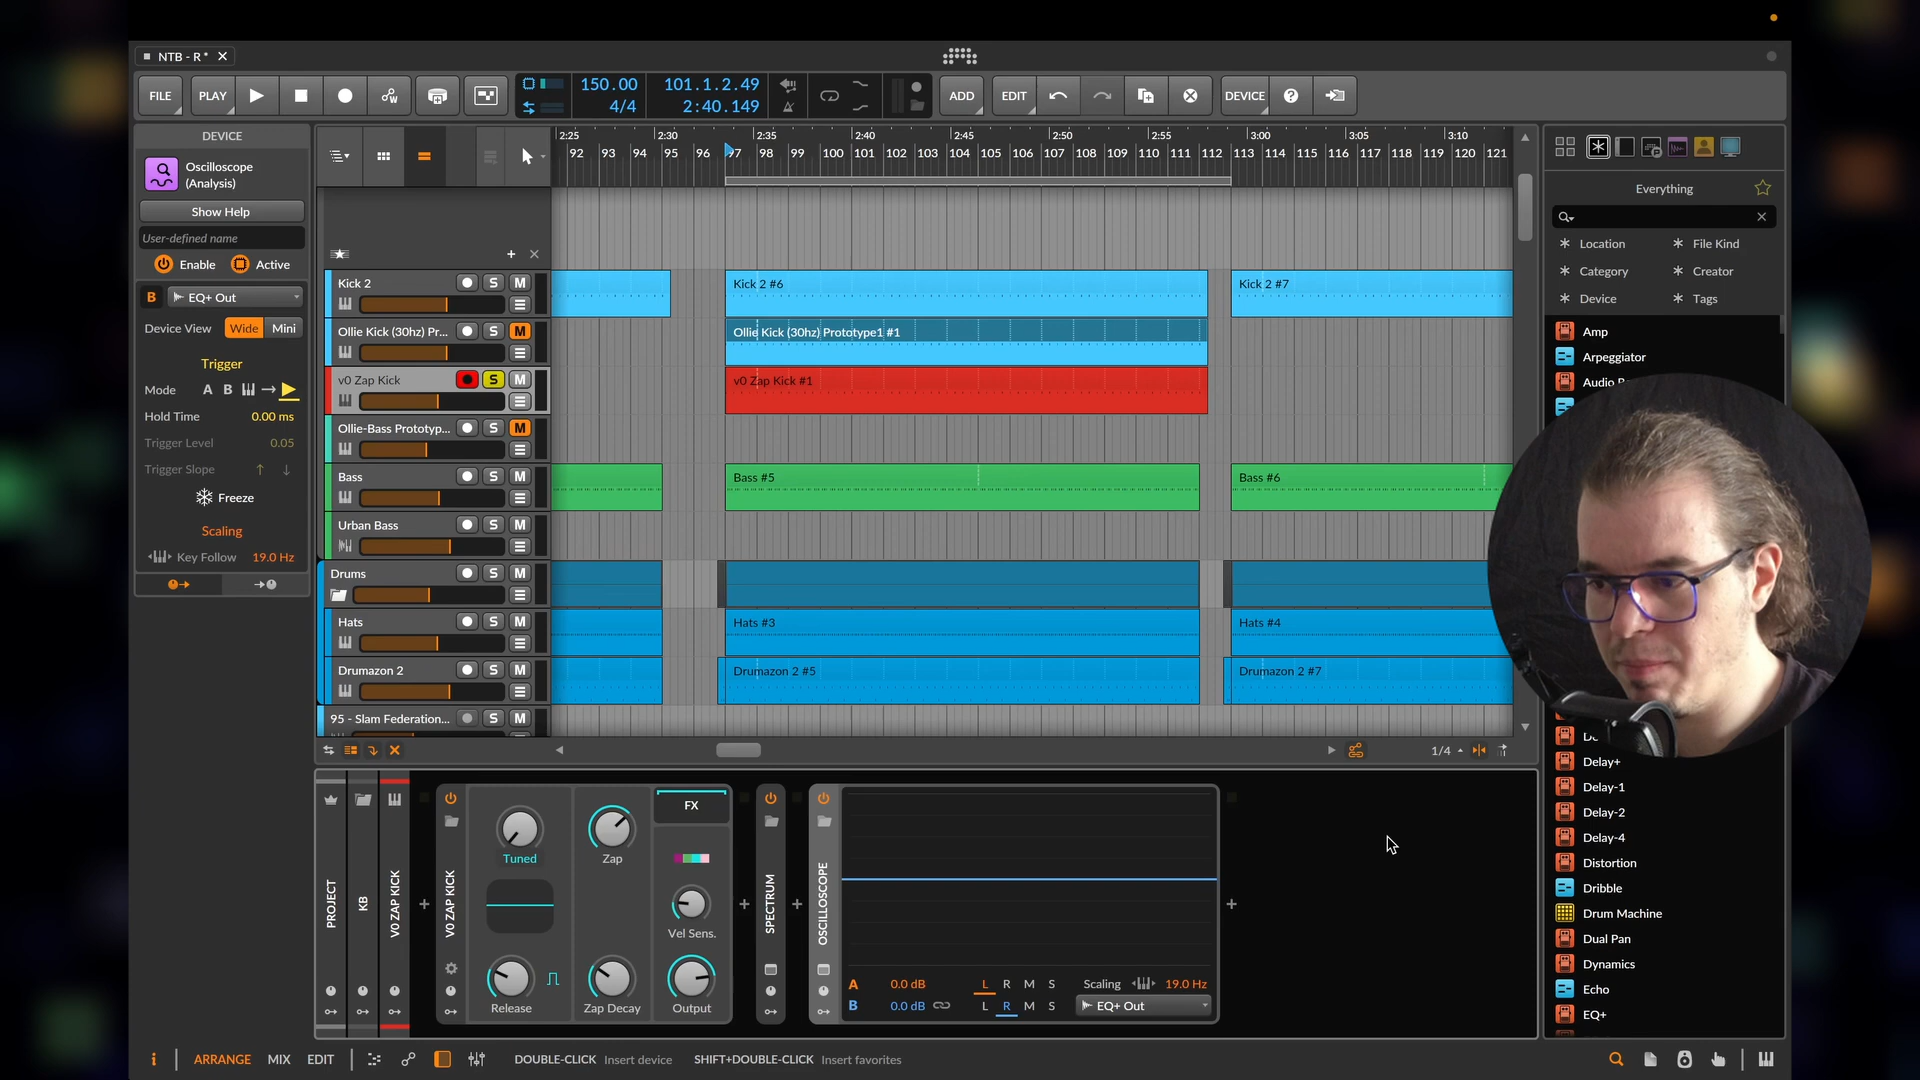 NTB - R *
FILE
PLAY
150.00
4/4
101.1.2.49
2:40.149
ADD
EDIT
DEVICE
DEVICE
Oscilloscope
(Analysis)
Show Help
User-defined name
Enable
Active
B
EQ+ Out
Device View
Wide
Mini
Trigger
Mode
A
B
Hold Time
0.00 ms
Trigger Level
0.05
Trigger Slope
Freeze
Scaling
Key Follow
19.0 Hz
2:25
2:30
2:35
2:40
2:45
2:50
2:55
3:00
3:05
3:10
92
93
94
95
96
97
98
99
100
101
102
103
104
105
106
107
108
109
110
111
112
113
114
115
116
117
118
119
120
121
Kick 2
S
M
Kick 2 #6
Kick 2 #7
Ollie Kick (30hz) Pr...
S
M
Ollie Kick (30hz) Prototype1 #1
v0 Zap Kick
S
M
v0 Zap Kick #1
Ollie-Bass Prototyp...
S
M
Bass
S
M
Bass #5
Bass #6
Urban Bass
S
M
Drums
S
M
Hats
S
M
Hats #3
Hats #4
Drumazon 2
S
M
Drumazon 2 #5
Drumazon 2 #7
95 - Slam Federation...
S
M
1/4
Everything
Location
File Kind
Category
Creator
Device
Tags
Amp
Arpeggiator
Delay+
Delay-1
Delay-2
Delay-4
Distortion
Dribble
Drum Machine
Dual Pan
Dynamics
Echo
EQ+
PROJECT
KB
V0 ZAP KICK
V0 ZAP KICK
Tuned
Zap
FX
Vel Sens.
Release
Zap Decay
Output
SPECTRUM
OSCILLOSCOPE
A
0.0 dB
L
R
M
S
Scaling
19.0 Hz
B
0.0 dB
L
R
M
S
EQ+ Out
i
ARRANGE
MIX
EDIT
DOUBLE-CLICK
Insert device
SHIFT+DOUBLE-CLICK
Insert favorites